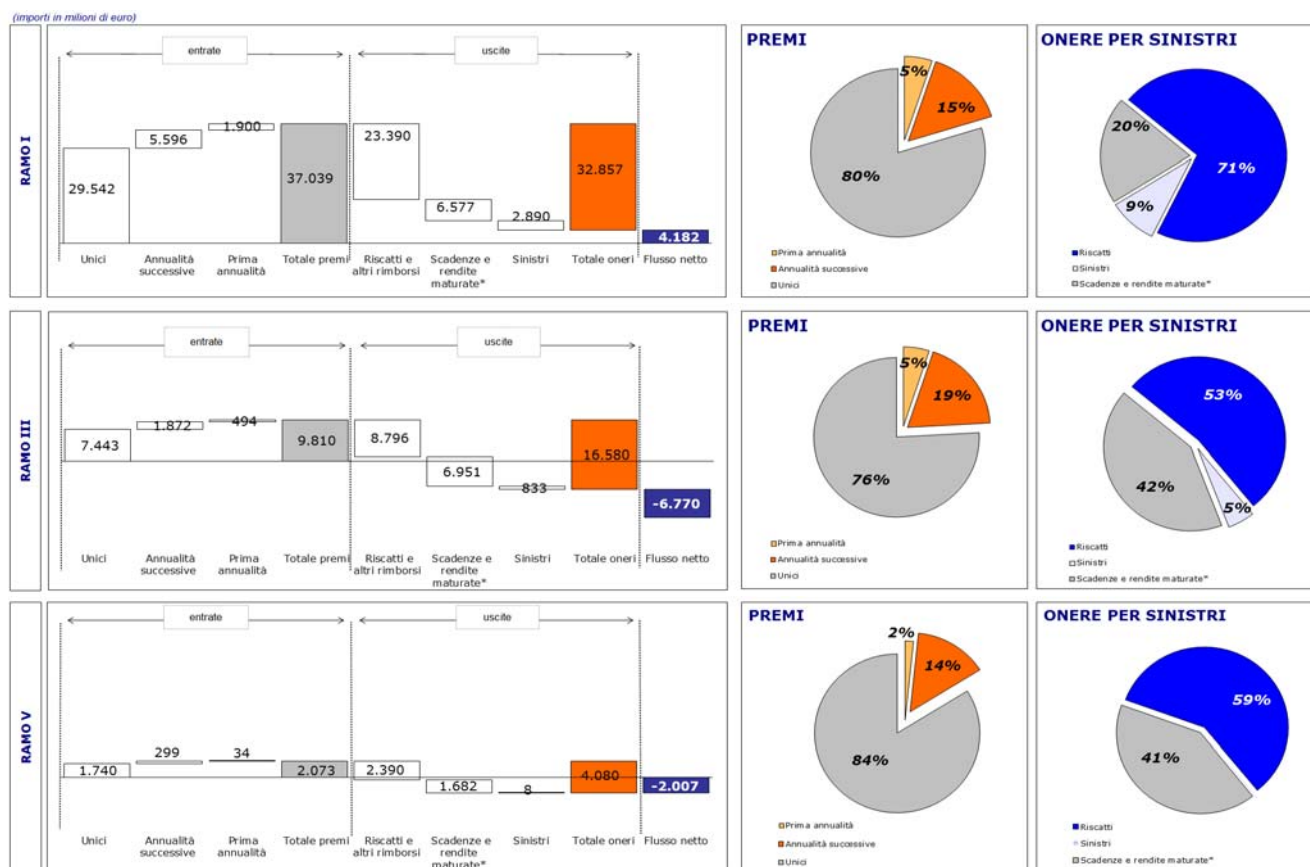 (importi in milioni di euro)
RAMO I
entrate
uscite
29.542
5.596
1.900
37.039
23.390
6.577
2.890
32.857
4.182
Unici
Annualità successive
Prima annualità
Totale premi
Riscatti e altri rimborsi
Scadenze e rendite maturate*
Sinistri
Totale oneri
Flusso netto
PREMI
5%
15%
80%
Prima annualità
Annualità successive
Unici
ONERE PER SINISTRI
20%
71%
9%
Riscatti
Sinistri
Scadenze e rendite maturate*
RAMO III
entrate
uscite
7.443
1.872
494
9.810
8.796
6.951
833
16.580
-6.770
Unici
Annualità successive
Prima annualità
Totale premi
Riscatti e altri rimborsi
Scadenze e rendite maturate*
Sinistri
Totale oneri
Flusso netto
PREMI
5%
19%
76%
Prima annualità
Annualità successive
Unici
ONERE PER SINISTRI
53%
42%
5%
Riscatti
Sinistri
Scadenze e rendite maturate*
RAMO V
entrate
uscite
1.740
299
34
2.073
2.390
1.682
8
4.080
-2.007
Unici
Annualità successive
Prima annualità
Totale premi
Riscatti e altri rimborsi
Scadenze e rendite maturate*
Sinistri
Totale oneri
Flusso netto
PREMI
2%
14%
84%
Prima annualità
Annualità successive
Unici
ONERE PER SINISTRI
59%
41%
Riscatti
Sinistri
Scadenze e rendite maturate*